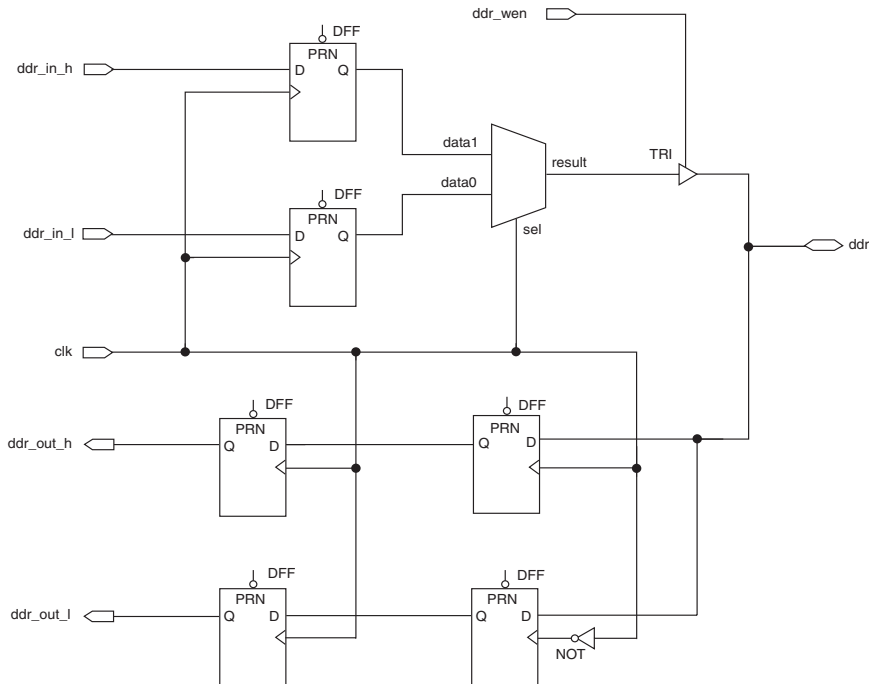 ddr_wen
DFF
PRN
D
Q
ddr_in_h
data1
result
TRI
data0
DFF
PRN
D
Q
ddr_in_l
sel
ddr
clk
DFF
PRN
Q
D
ddr_out_h
DFF
PRN
Q
D
DFF
PRN
Q
D
ddr_out_l
DFF
PRN
Q
D
NOT